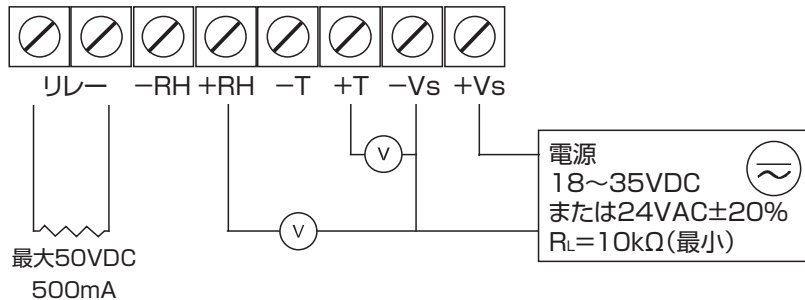 リレー −RH +RH −T +T −Vs +Vs
V
V
電源
18〜35VDC
または24VAC±20%
RL=10kΩ(最小)
最大50VDC
500mA